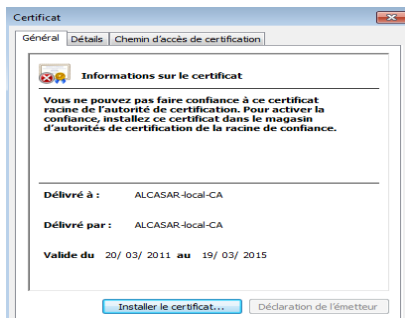 Certificat
Général Détails Chemin d'accès de certification
Informations sur le certificat
Vous ne pouvez pas faire confiance à ce certificat
racine de l'autorité de certification. Pour activer la
confiance, installez ce certificat dans le magasin
d'autorités de certification de la racine de confiance.
Délivré à : ALCASAR-local-CA
Délivré par : ALCASAR-local-CA
Valide du 20/ 03/ 2011 au 19/ 03/ 2015
Installer le certificat... Déclaration de l'émetteur